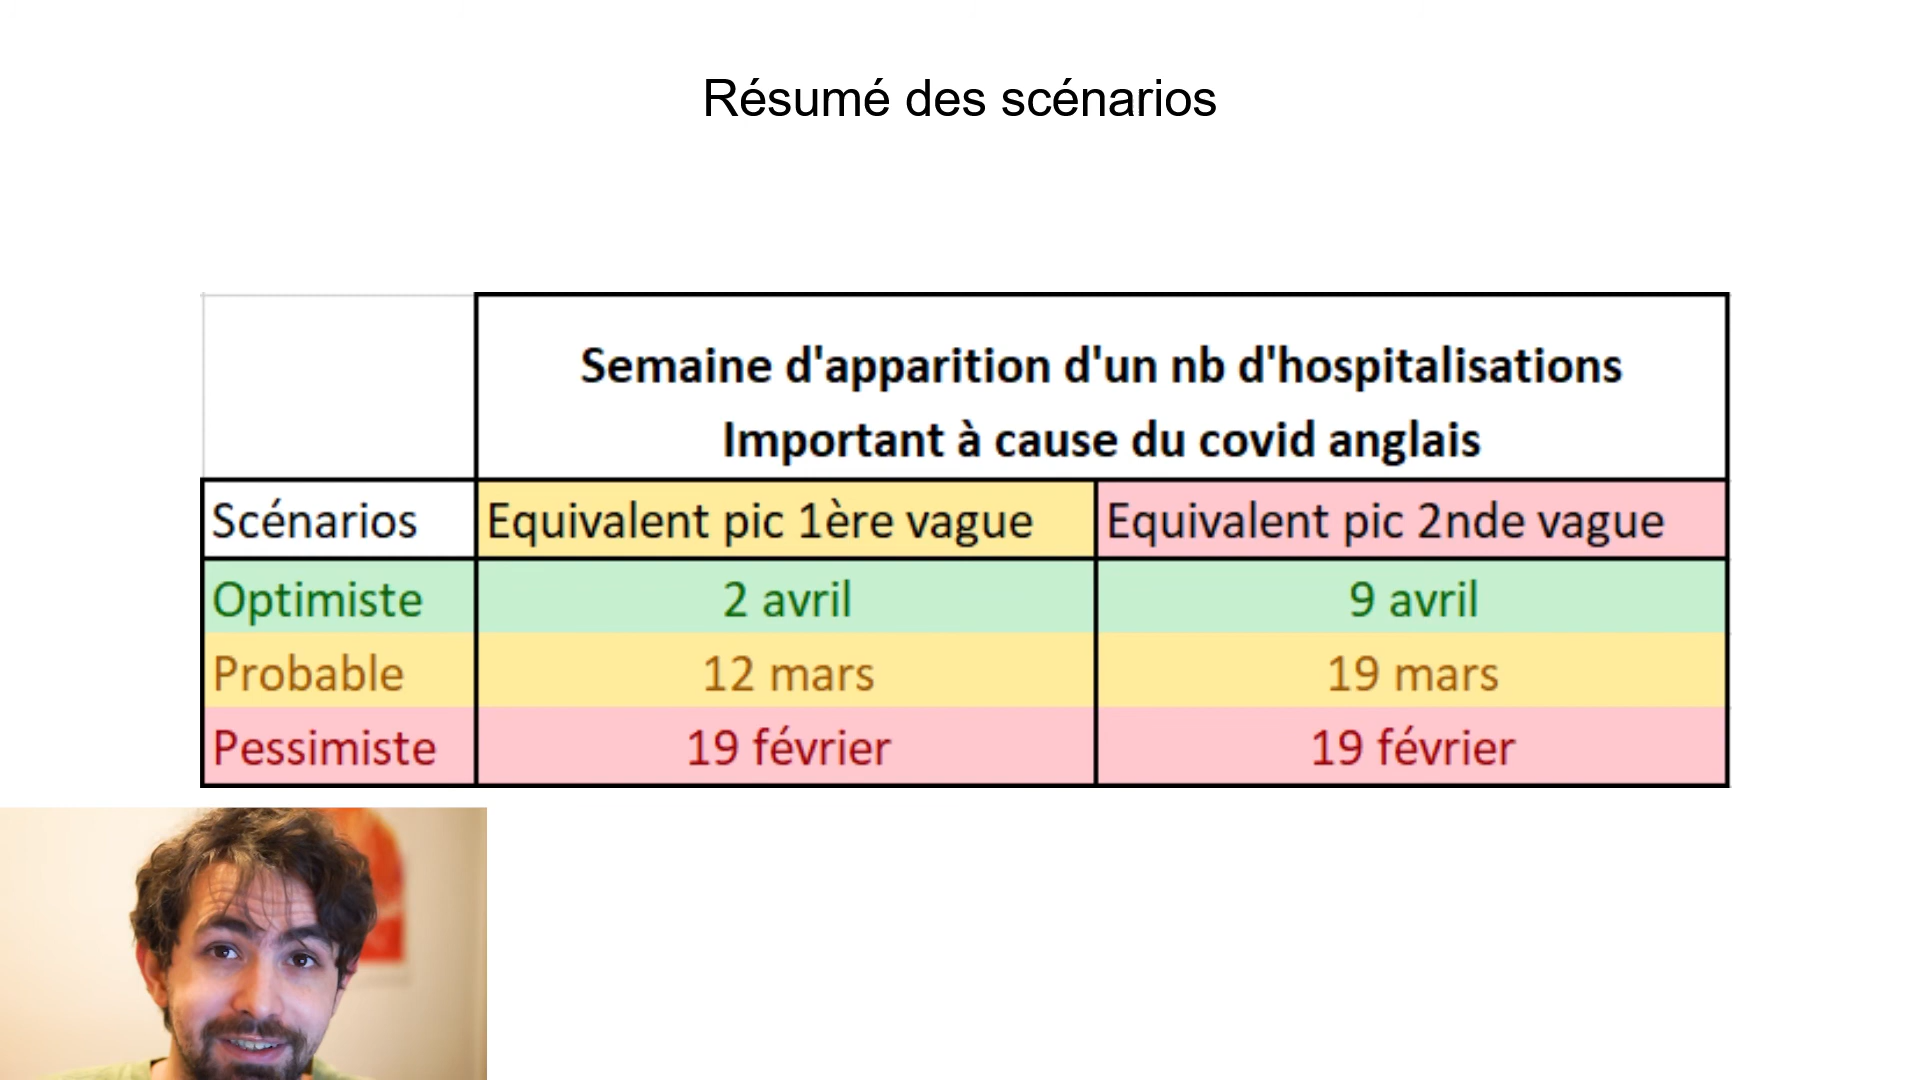 Résumé des scénarios
Semaine d'apparition d'un nb d'hospitalisations
Important à cause du covid anglais
Scénarios Equivalent pic 1ère vague Equivalent pic 2nde vague
Optimiste 2 avril 9 avril
Probable 12 mars 19 mars
Pessimiste 19 février 19 février